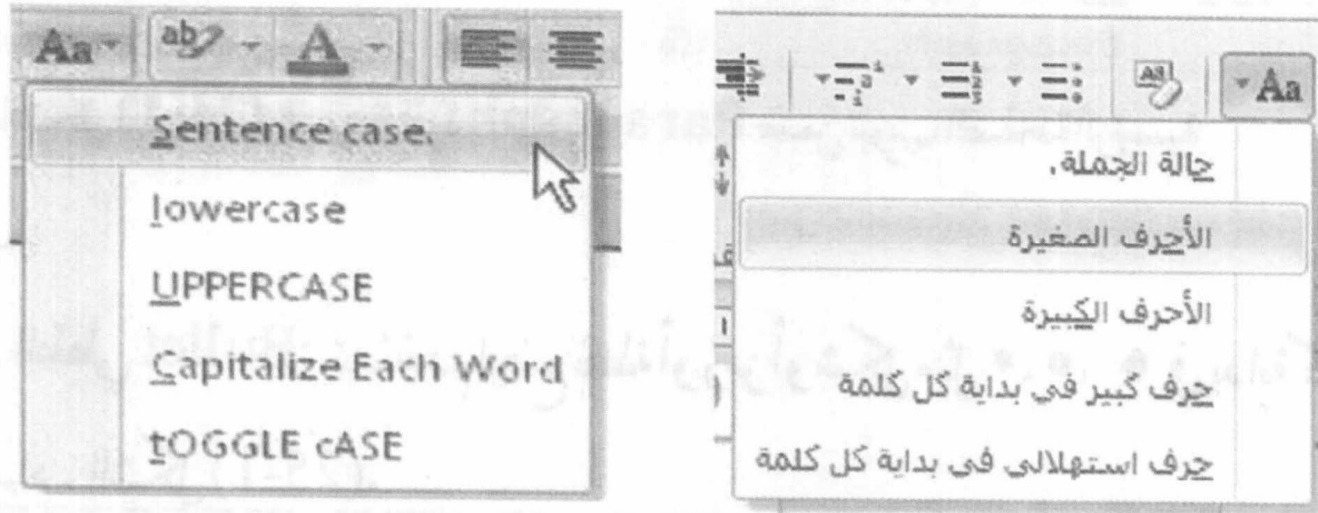 Aa
ab
A
Sentence case.
lowercase
UPPERCASE
Capitalize Each Word
tOGGLE cASE
Aa
حالة الجملة.
الأحرف الصغيرة
الأحرف الكبيرة
حرف كبير في بداية كل كلمة
حرف استهلالي في بداية كل كلمة